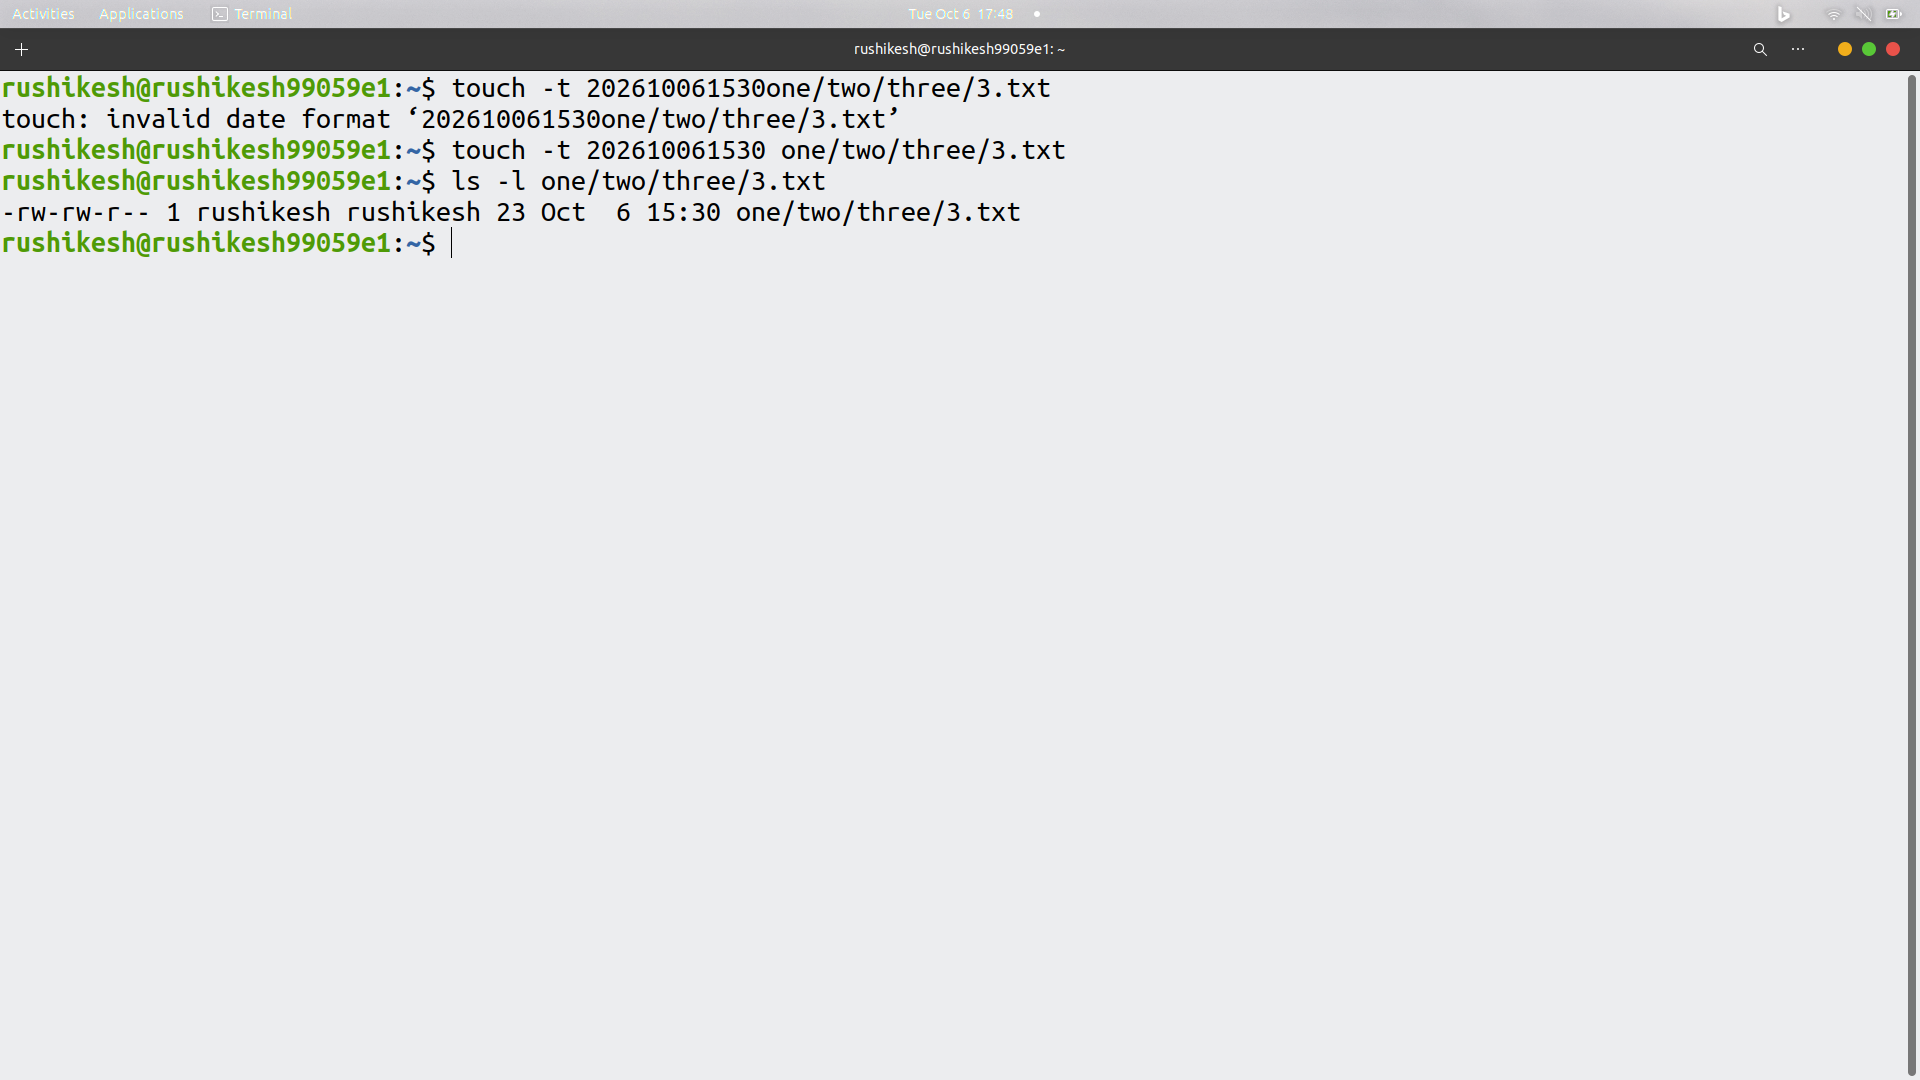 Activities Applications Terminal Tue Oct 6 17:48
rushikesh@rushikesh99059e1: ~
rushikesh@rushikesh99059e1:~$ touch -t 202610061530one/two/three/3.txt
touch: invalid date format ‘202610061530one/two/three/3.txt’
rushikesh@rushikesh99059e1:~$ touch -t 202610061530 one/two/three/3.txt
rushikesh@rushikesh99059e1:~$ ls -l one/two/three/3.txt
-rw-rw-r-- 1 rushikesh rushikesh 23 Oct  6 15:30 one/two/three/3.txt
rushikesh@rushikesh99059e1:~$